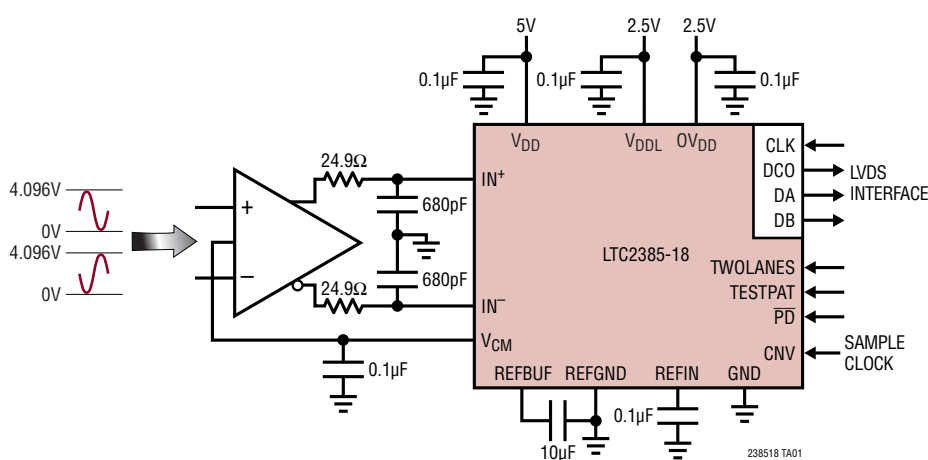 5V
2.5V
2.5V
0.1µF
0.1µF
0.1µF
VDD
VDDL
OVDD
CLK
DCO
DA
DB
LVDS
INTERFACE
24.9Ω
IN+
4.096V
0V
4.096V
0V
+
−
680pF
680pF
LTC2385-18
24.9Ω
IN−
TWOLANES
TESTPAT
PD
CNV
SAMPLE
CLOCK
VCM
0.1µF
REFBUF
REFGND
REFIN
GND
10µF
0.1µF
238518 TA01